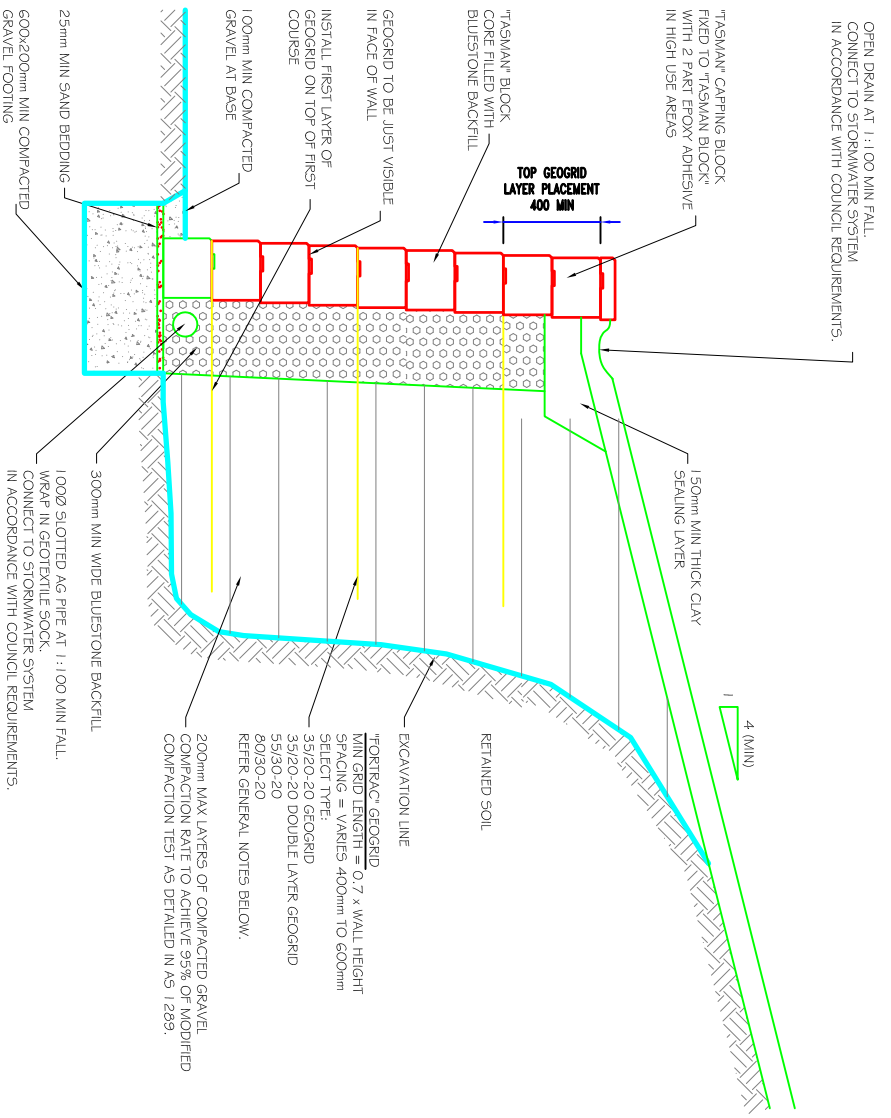 OPEN DRAIN AT 1:100 MIN FALL.
CONNECT TO STORMWATER SYSTEM
IN ACCORDANCE WITH COUNCIL REQUIREMENTS.
"TASMAN" CAPPING BLOCK
FIXED TO "TASMAN BLOCK"
WITH 2 PART EPOXY ADHESIVE
IN HIGH USE AREAS
TOP GEOGRID
LAYER PLACEMENT
400 MIN
"TASMAN" BLOCK
CORE FILLED WITH
BLUESTONE BACKFILL
GEOGRID TO BE JUST VISIBLE
IN FACE OF WALL
INSTALL FIRST LAYER OF
GEOGRID ON TOP OF FIRST
COURSE
100mm MIN COMPACTED
GRAVEL AT BASE
25mm MIN SAND BEDDING
600x200mm MIN COMPACTED
GRAVEL FOOTING
150mm MIN THICK CLAY
SEALING LAYER
1
4 (MIN)
RETAINED SOIL
EXCAVATION LINE
"FORTRAC" GEOGRID
MIN GRID LENGTH = 0.7 x WALL HEIGHT
SPACING = VARIES 400mm TO 600mm
SELECT TYPE:
35/20-20 GEOGRID
35/20-20 DOUBLE LAYER GEOGRID
55/30-20
80/30-20
REFER GENERAL NOTES BELOW.
200mm MAX LAYERS OF COMPACTED GRAVEL
COMPACTION RATE TO ACHIEVE 95% OF MODIFIED
COMPACTION TEST AS DETAILED IN AS 1289.
300mm MIN WIDE BLUESTONE BACKFILL
100Ø SLOTTED AG PIPE AT 1:100 MIN FALL.
WRAP IN GEOTEXTILE SOCK.
CONNECT TO STORMWATER SYSTEM
IN ACCORDANCE WITH COUNCIL REQUIREMENTS.